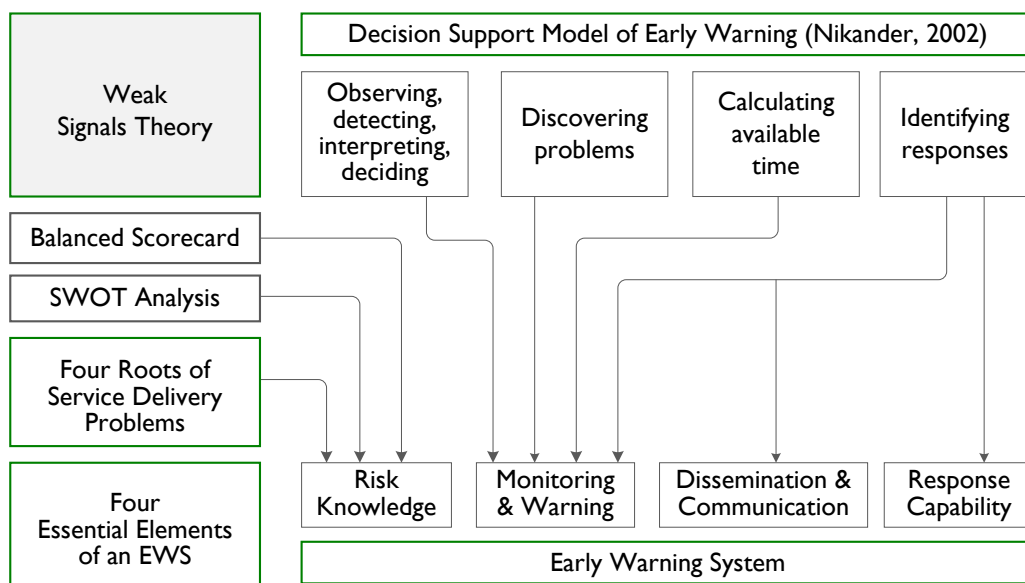 Weak
Signals Theory
Decision Support Model of Early Warning (Nikander, 2002)
Observing,
detecting,
interpreting,
deciding
Discovering
problems
Calculating
available
time
Identifying
responses
Balanced Scorecard
SWOT Analysis
Four Roots of
Service Delivery
Problems
Four
Essential Elements
of an EWS
Risk
Knowledge
Monitoring
& Warning
Dissemination &
Communication
Response
Capability
Early Warning System